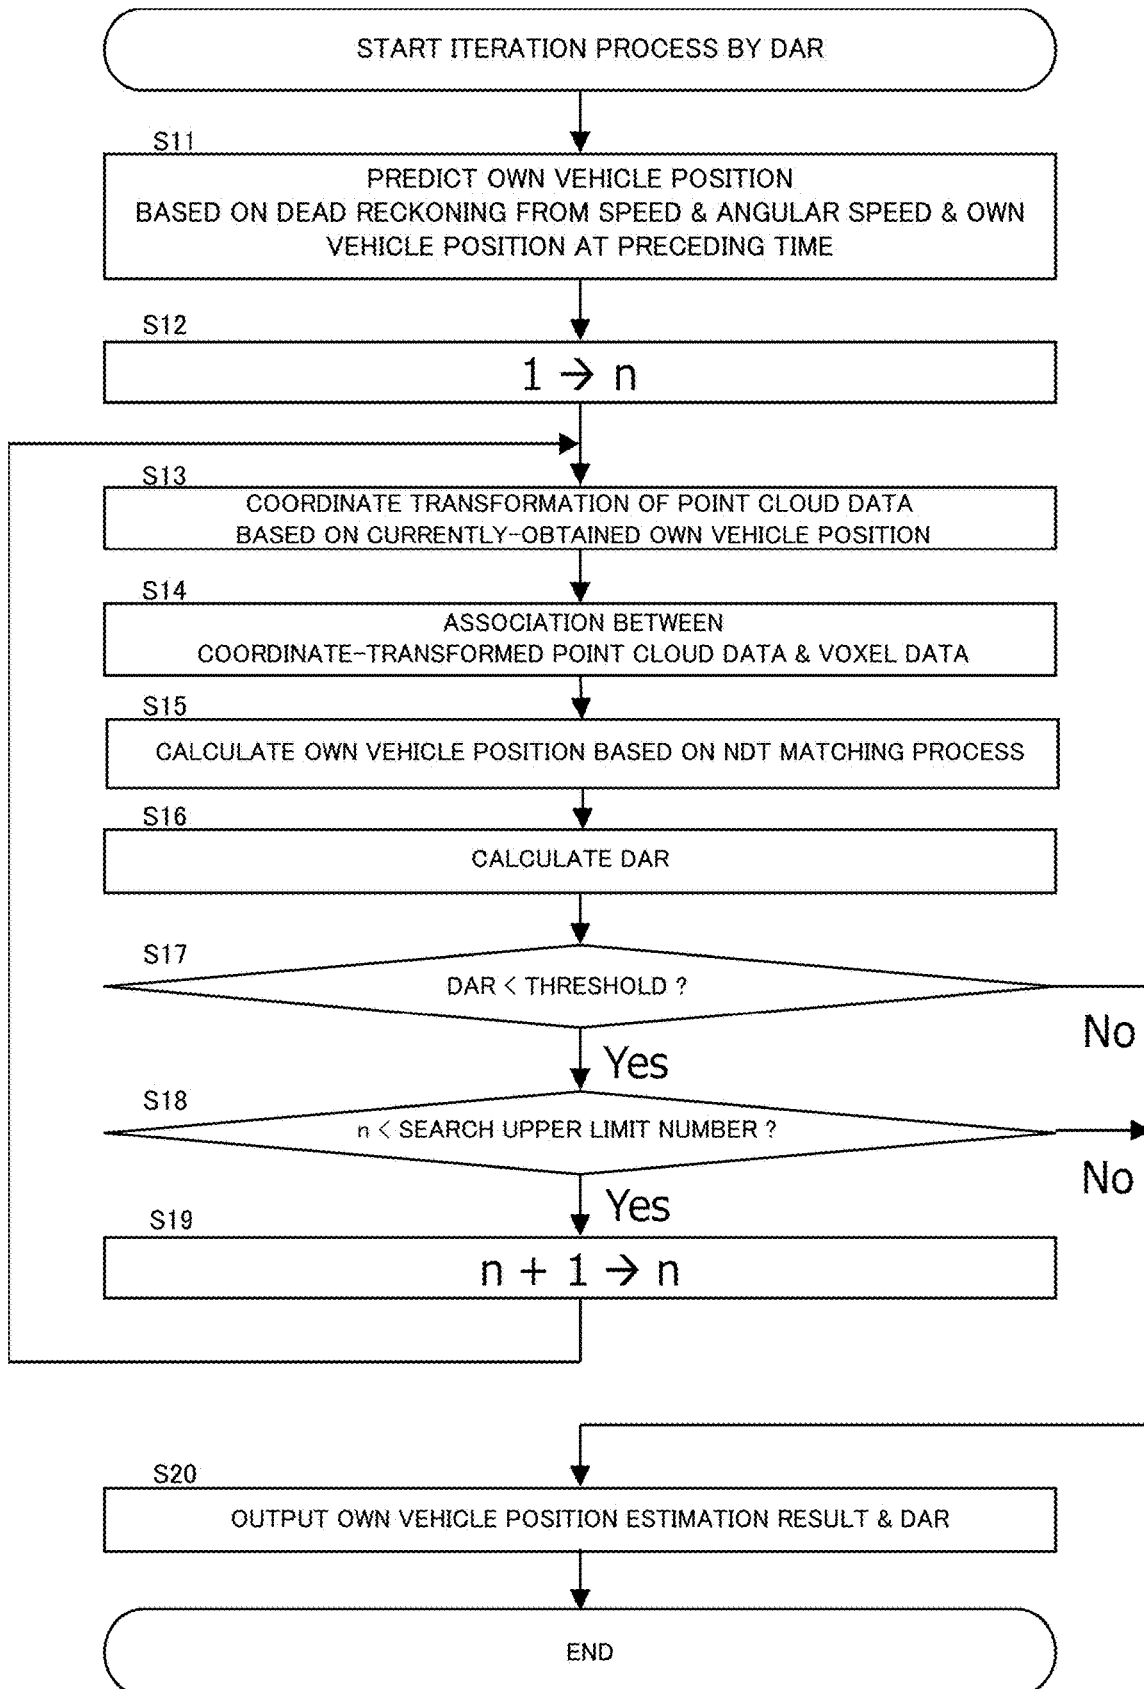 START ITERATION PROCESS BY DAR
S11
PREDICT OWN VEHICLE POSITION
BASED ON DEAD RECKONING FROM SPEED & ANGULAR SPEED & OWN
VEHICLE POSITION AT PRECEDING TIME
S12
1 → n
S13
COORDINATE TRANSFORMATION OF POINT CLOUD DATA
BASED ON CURRENTLY-OBTAINED OWN VEHICLE POSITION
S14
ASSOCIATION BETWEEN
COORDINATE-TRANSFORMED POINT CLOUD DATA & VOXEL DATA
S15
CALCULATE OWN VEHICLE POSITION BASED ON NDT MATCHING PROCESS
S16
CALCULATE DAR
S17
DAR < THRESHOLD ?
No
Yes
S18
n < SEARCH UPPER LIMIT NUMBER ?
No
Yes
S19
n + 1 → n
S20
OUTPUT OWN VEHICLE POSITION ESTIMATION RESULT & DAR
END